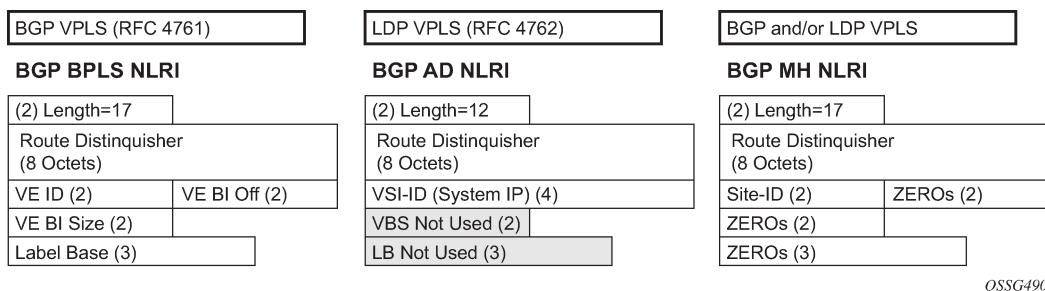 BGP VPLS (RFC 4761)
BGP BPLS NLRI
(2) Length=17
Route Distinquisher
(8 Octets)
VE ID (2)
VE BI Off (2)
VE BI Size (2)
Label Base (3)
LDP VPLS (RFC 4762)
BGP AD NLRI
(2) Length=12
Route Distinquisher
(8 Octets)
VSI-ID (System IP) (4)
VBS Not Used (2)
LB Not Used (3)
BGP and/or LDP VPLS
BGP MH NLRI
(2) Length=17
Route Distinquisher
(8 Octets)
Site-ID (2)
ZEROs (2)
ZEROs (2)
ZEROs (3)
OSSG490